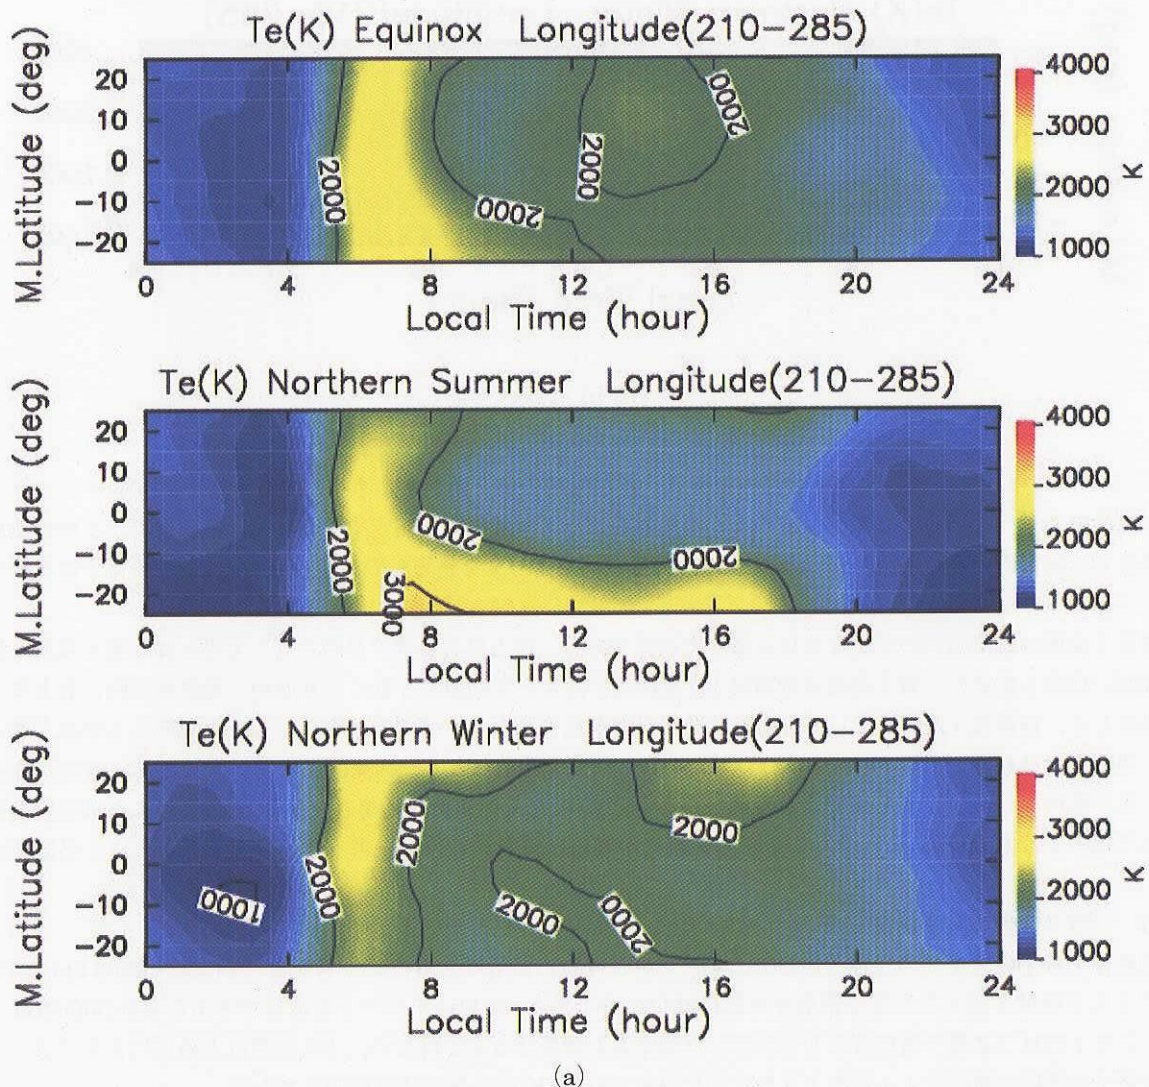 Te(K) Equinox Longitude(210-285)
M.Latitude (deg)
20
10
0
-10
-20
2000
2000
2000
2000
4000
3000
2000
1000
K
0 4 8 12 16 20 24
Local Time (hour)
Te(K) Northern Summer Longitude(210-285)
M.Latitude (deg)
20
10
0
-10
-20
2000
3000
2000
2000
4000
3000
2000
1000
K
0 4 8 12 16 20 24
Local Time (hour)
Te(K) Northern Winter Longitude(210-285)
M.Latitude (deg)
20
10
0
-10
-20
1000
2000
2000
2000
2000
2000
4000
3000
2000
1000
K
0 4 8 12 16 20 24
Local Time (hour)
(a)